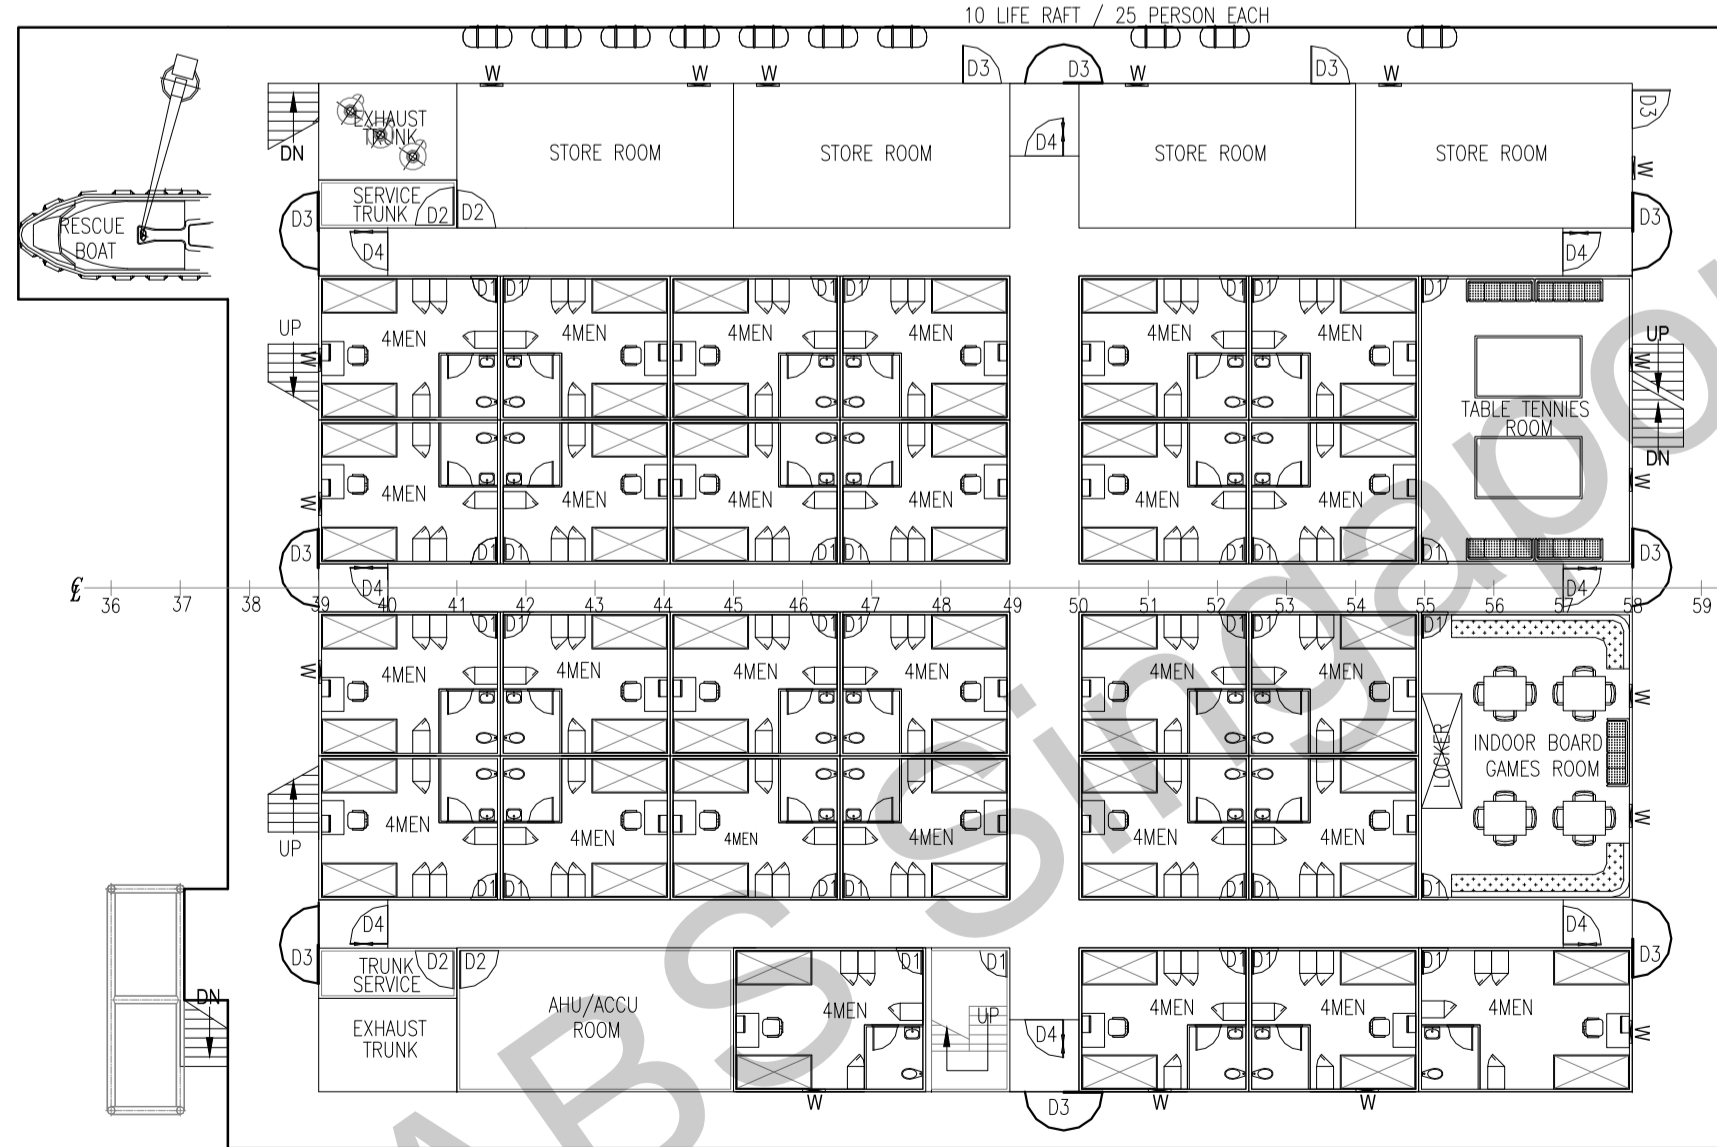 10 LIFE RAFT / 25 PERSON EACH
D3 D3 D3
W W W W W
EXHAUST
TRUNK
D3
DN
D4
STORE ROOM STORE ROOM STORE ROOM STORE ROOM
W
SERVICE
TRUNK
D2 D2
D3 D3
RESCUE
BOAT
D4 D4
D1 D1 D1 D1 D1 D1 D1
UP 4MEN 4MEN 4MEN 4MEN 4MEN 4MEN UP
W W
TABLE TENNIES
ROOM
DN
4MEN 4MEN 4MEN 4MEN 4MEN 4MEN
W W
D3 D1 D1 D1 D1 D1 D1 D1 D3
D4 D4
36 37 38 39 40 41 42 43 44 45 46 47 48 49 50 51 52 53 54 55 56 57 58 59
D1 D1 D1 D1 D1 D1 D1
W 4MEN 4MEN 4MEN 4MEN 4MEN 4MEN W
LOCKER
INDOOR BOARD
GAMES ROOM
UP 4MEN 4MEN 4MEN 4MEN 4MEN 4MEN W
D1 D1 D1 D1 D1 D1 D1
D4 D4
D3 D3
TRUNK
SERVICE
D2 D2 D1 D1 D1 D1 D1
DN
EXHAUST
TRUNK
AHU/ACCU
ROOM
4MEN UP 4MEN 4MEN 4MEN
D4 W
W D3 W W
ABS Singapo